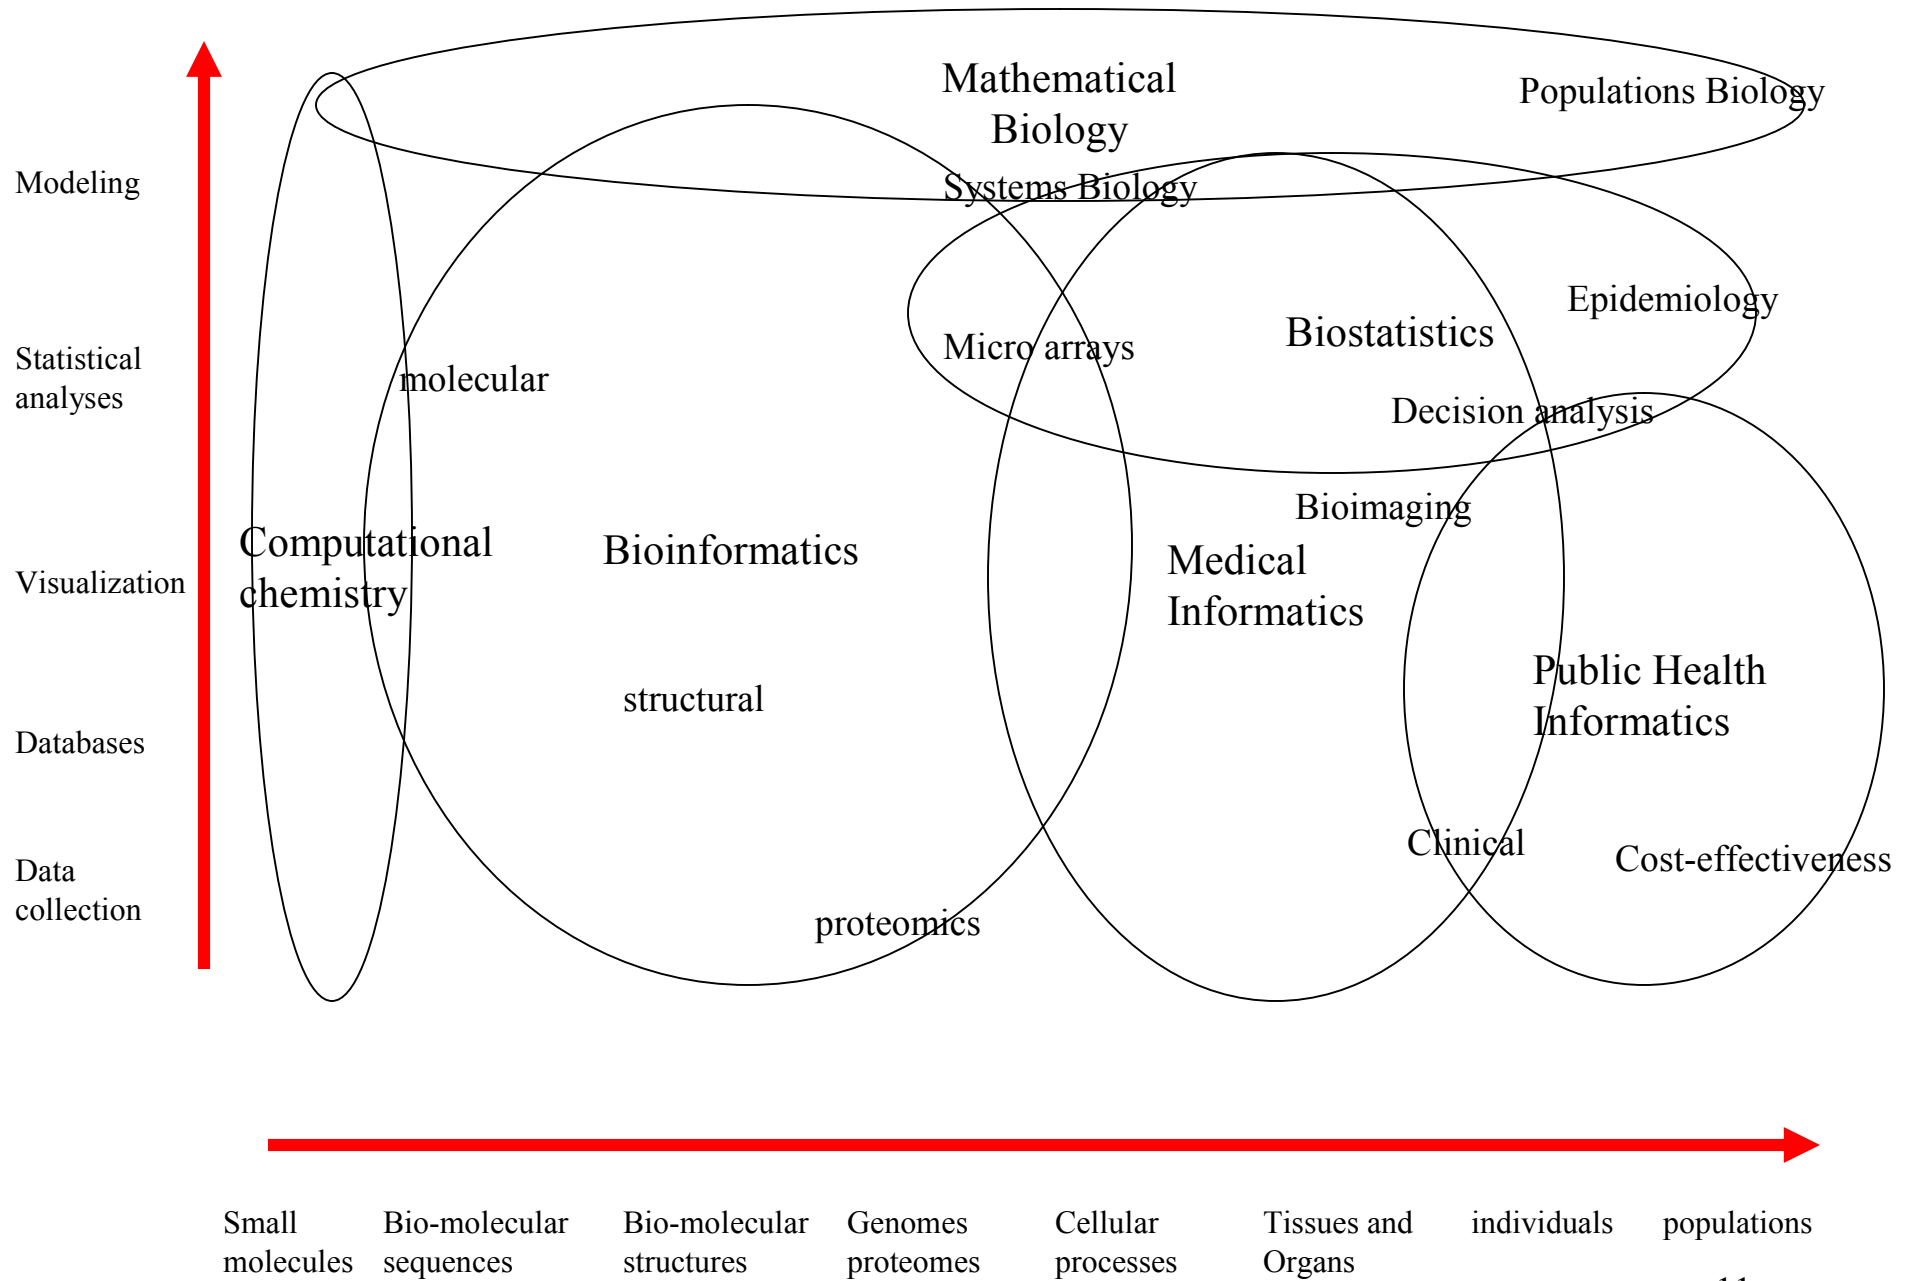 Mathematical
Biology
Populations Biology
Systems Biology
Modeling
Epidemiology
Biostatistics
Micro arrays
Statistical
analyses
molecular
Decision analysis
Bioimaging
Computational
chemistry
Bioinformatics
Medical
Informatics
Visualization
Public Health
Informatics
structural
Databases
Clinical
Cost-effectiveness
Data
collection
proteomics
Small
molecules
Bio-molecular
sequences
Bio-molecular
structures
Genomes
proteomes
Cellular
processes
Tissues and
Organs
individuals
populations